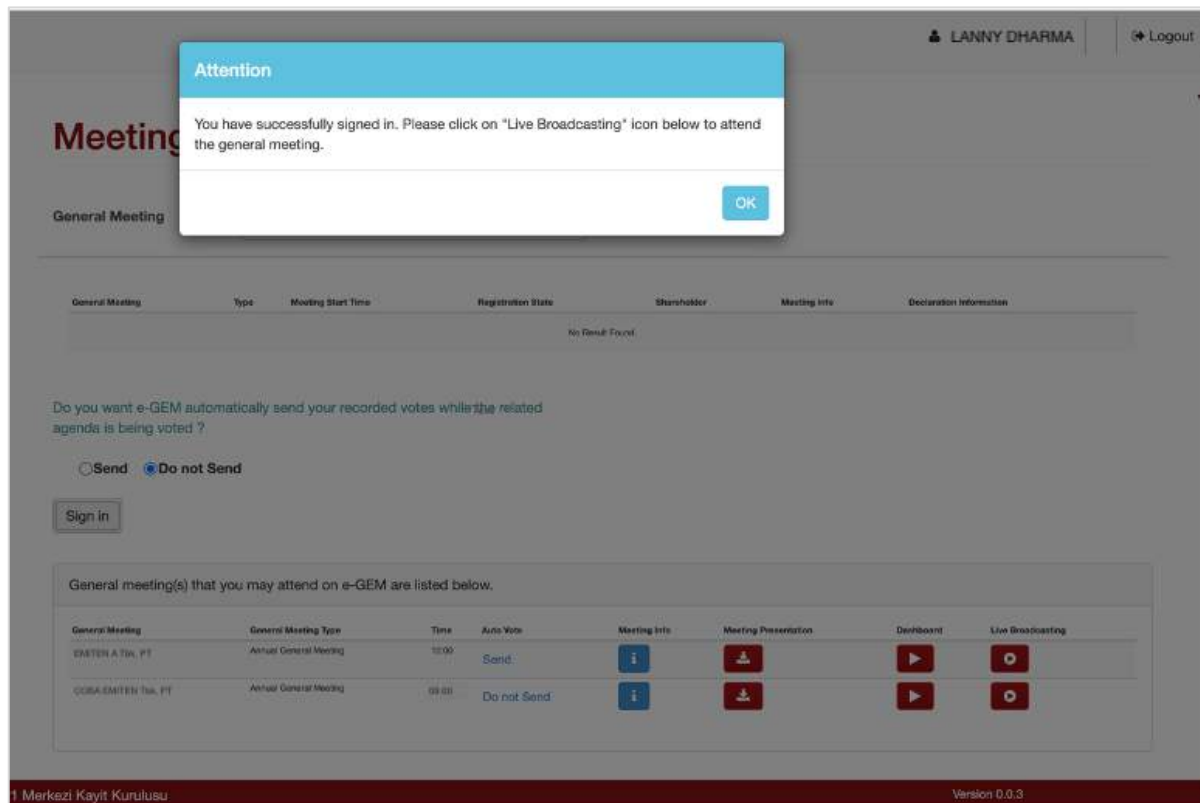 LANNY DHARMA
Logout
Attention
You have successfully signed in. Please click on "Live Broadcasting" icon below to attend
the general meeting.
OK
Meeting
General Meeting
General Meeting Type Meeting Start Time Registration State Shareholder Meeting Info Declaration Information
No Result Found.
Do you want e-GEM automatically send your recorded votes while the related
agenda is being voted ?
Send Do not Send
Sign in
General meeting(s) that you may attend on e-GEM are listed below.
General Meeting General Meeting Type Time Auto Vote Meeting Info Meeting Presentation Dashboard Live Broadcasting
EMITEN A Tbk, PT Annual General Meeting 10:00 Send
COBA EMITEN Tbk, PT Annual General Meeting Do not Send
1 Merkezi Kayit Kurulusu
Version 0.0.3